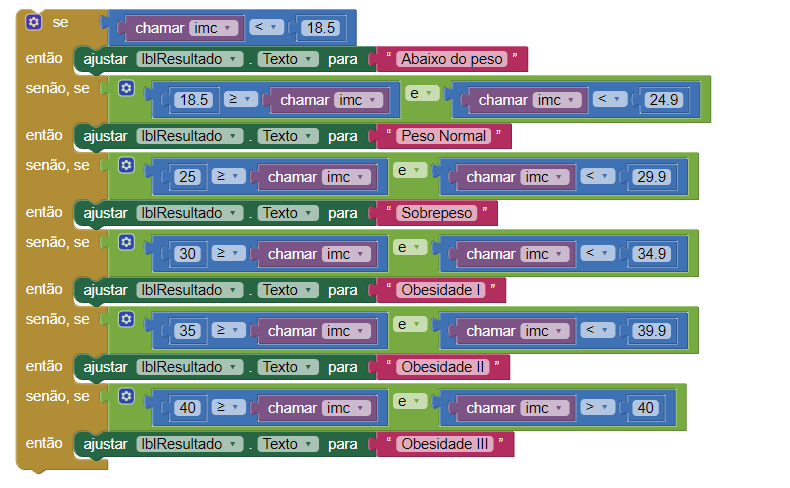 se chamar imc < 18.5
então ajustar lblResultado . Texto para “ Abaixo do peso ”
senão, se 18.5 ≥ chamar imc e chamar imc < 24.9
então ajustar lblResultado . Texto para “ Peso Normal ”
senão, se 25 ≥ chamar imc e chamar imc < 29.9
então ajustar lblResultado . Texto para “ Sobrepeso ”
senão, se 30 ≥ chamar imc e chamar imc < 34.9
então ajustar lblResultado . Texto para “ Obesidade I ”
senão, se 35 ≥ chamar imc e chamar imc < 39.9
então ajustar lblResultado . Texto para “ Obesidade II ”
senão, se 40 ≥ chamar imc e chamar imc > 40
então ajustar lblResultado . Texto para “ Obesidade III ”